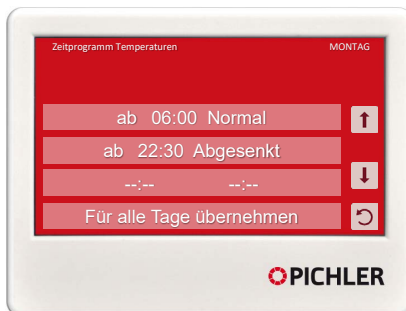 Zeitprogramm Temperaturen MONTAG
ab 06:00 Normal
ab 22:30 Abgesenkt
--:-- --:--
Für alle Tage übernehmen
PICHLER